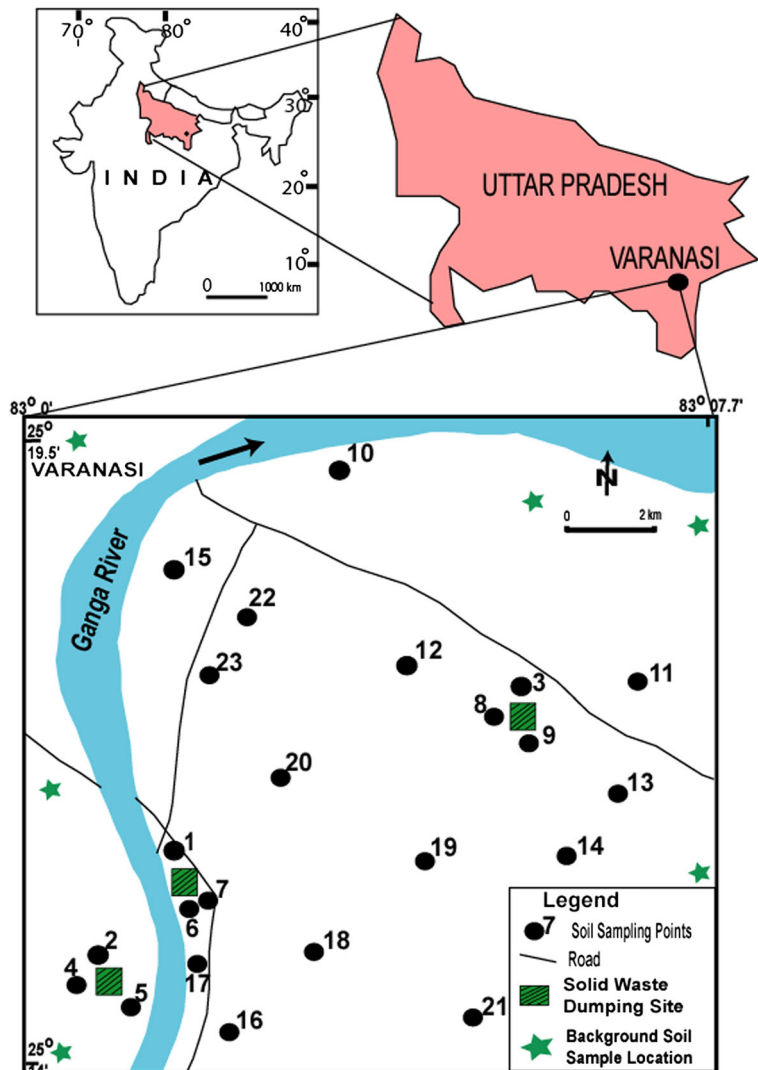 70° 80° 40°
30°
INDIA
20°
10°
0 1000 km
UTTAR PRADESH
VARANASI
83° 0' 83° 07.7'
25°
19.5'
VARANASI
10
N
0 2 km
Ganga River
15
22
12
23
3
11
8
9
20
13
1
19
14
7
6
2
18
4
17
5
16
21
25°
14'
Legend
7 Soil Sampling Points
Road
Solid Waste
Dumping Site
Background Soil
Sample Location